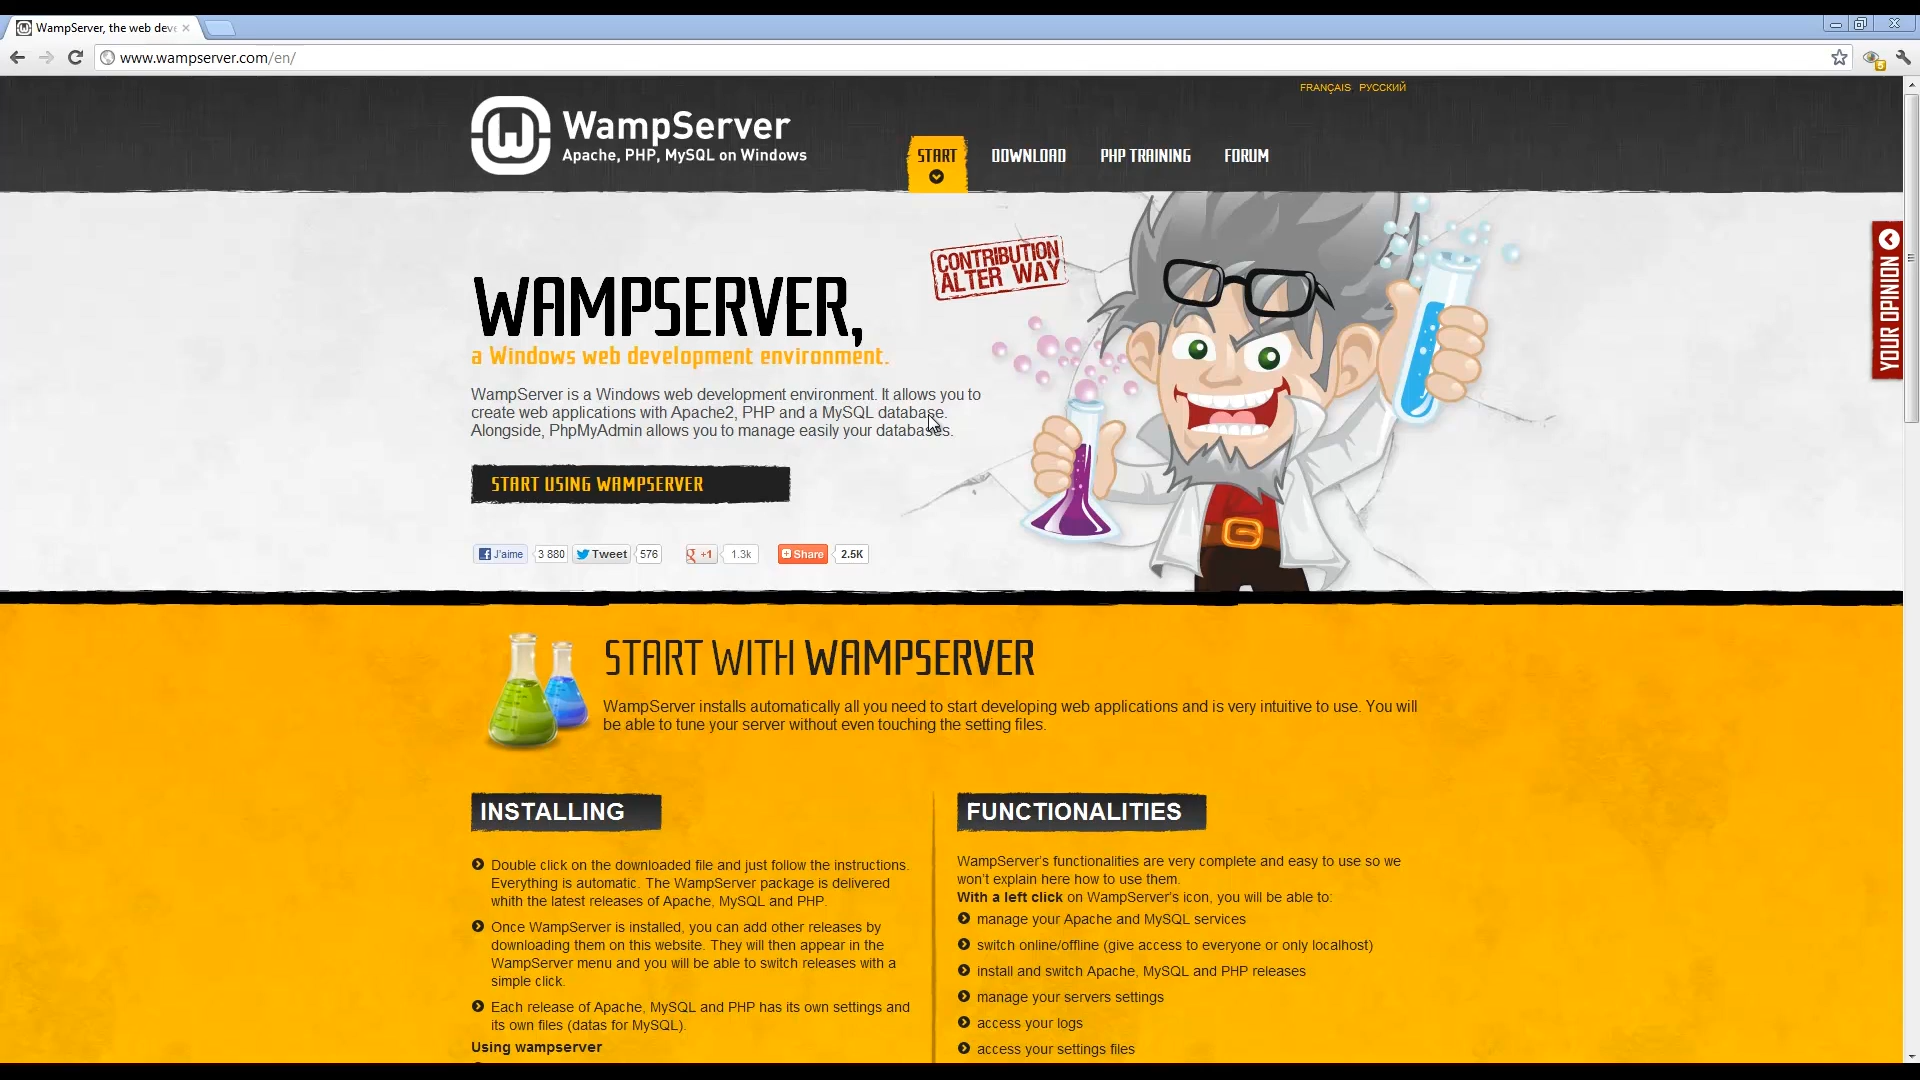 WampServer, the web deve
www.wampserver.com/en/
FRANÇAIS РУССКИЙ
WampServer
Apache, PHP, MySQL on Windows
START
DOWNLOAD
PHP TRAINING
FORUM
CONTRIBUTION
ALTER WAY
YOUR OPINION
WAMPSERVER,
a Windows web development environment.
WampServer is a Windows web development environment. It allows you to
create web applications with Apache2, PHP and a MySQL database.
Alongside, PhpMyAdmin allows you to manage easily your databases.
START USING WAMPSERVER
J'aime 3 880 Tweet 576 +1 1.3k Share 2.5K
START WITH WAMPSERVER
WampServer installs automatically all you need to start developing web applications and is very intuitive to use. You will
be able to tune your server without even touching the setting files.
INSTALLING
Double click on the downloaded file and just follow the instructions.
Everything is automatic. The WampServer package is delivered
whith the latest releases of Apache, MySQL and PHP.
Once WampServer is installed, you can add other releases by
downloading them on this website. They will then appear in the
WampServer menu and you will be able to switch releases with a
simple click.
Each release of Apache, MySQL and PHP has its own settings and
its own files (datas for MySQL).
Using wampserver
FUNCTIONALITIES
WampServer's functionalities are very complete and easy to use so we
won't explain here how to use them.
With a left click on WampServer's icon, you will be able to:
manage your Apache and MySQL services
switch online/offline (give access to everyone or only localhost)
install and switch Apache, MySQL and PHP releases
manage your servers settings
access your logs
access your settings files